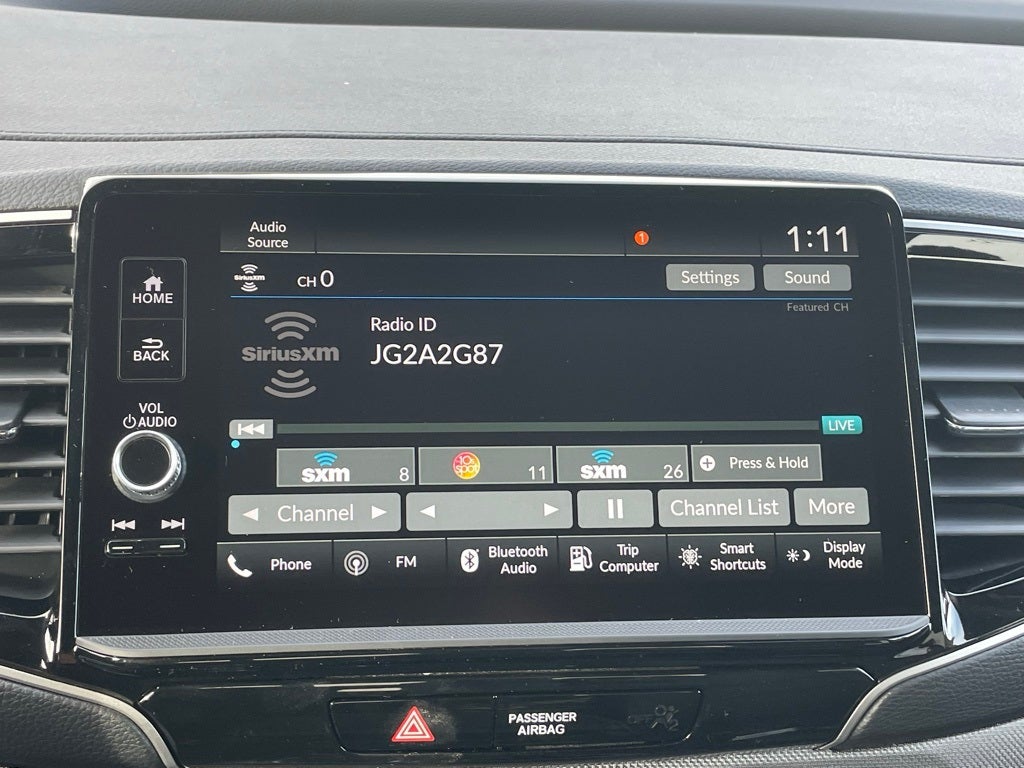 Audio
Source
1
1:11
SiriusXM
CH 0
Settings
Sound
Featured CH
HOME
BACK
SiriusXM
Radio ID
JG2A2G87
VOL
AUDIO
LIVE
sxm 8
11
sxm 26
Press & Hold
Channel
Channel List
More
Phone
FM
Bluetooth
Audio
Trip
Computer
Smart
Shortcuts
Display
Mode
PASSENGER
AIRBAG